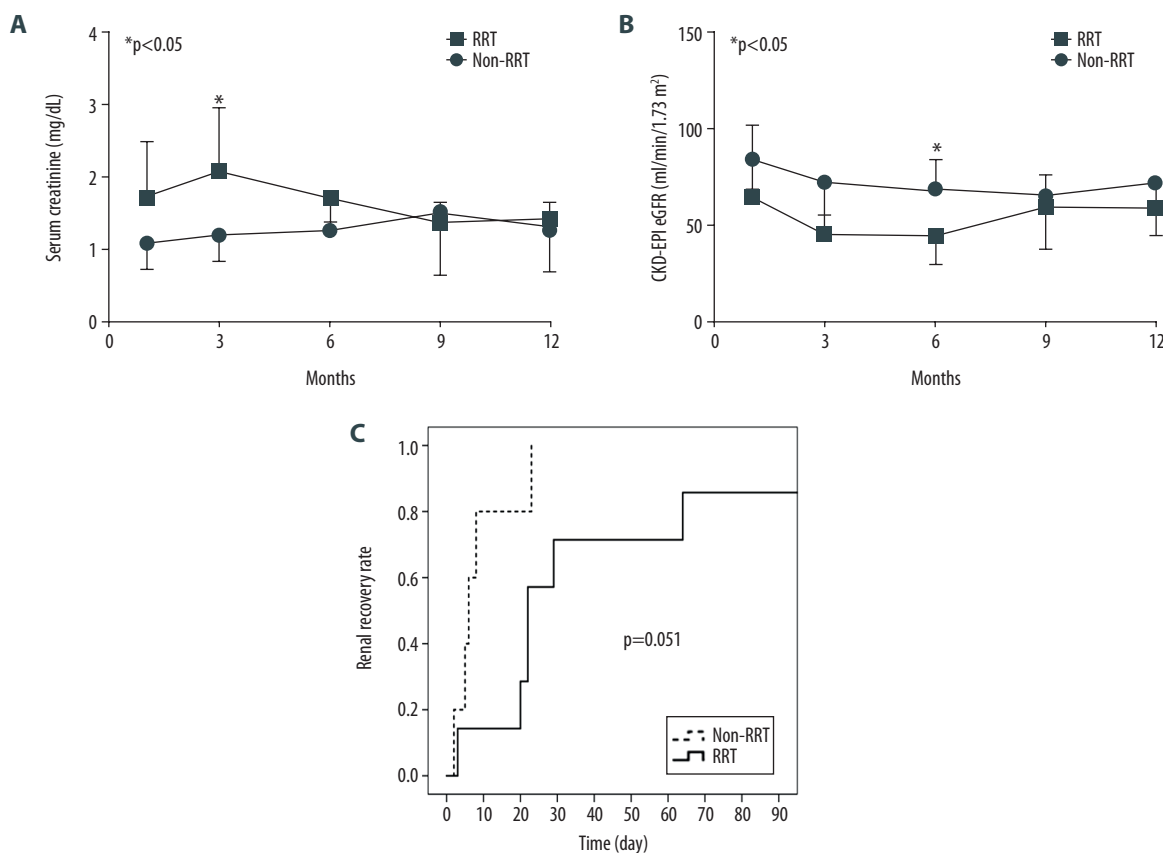 A
*p<0.05
RRT
Non-RRT
*
Serum creatinine (mg/dL)
4
3
2
1
0
0 3 6 9 12
Months
B
*p<0.05
RRT
Non-RRT
*
CKD-EPI eGFR (ml/min/1.73 m²)
150
100
50
0
0 3 6 9 12
Months
C
Renal recovery rate
1.0
0.8
0.6
0.4
0.2
0.0
p=0.051
Non-RRT
RRT
0 10 20 30 40 50 60 70 80 90
Time (day)